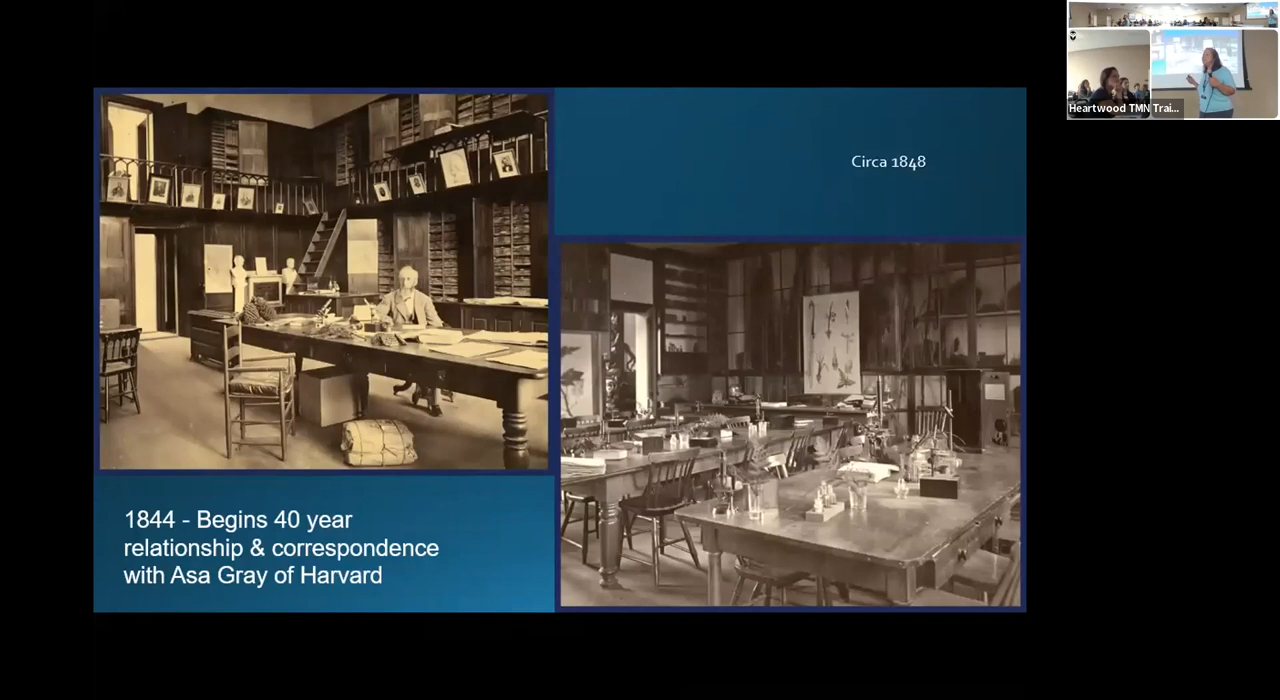 Circa 1848
1844 - Begins 40 year
relationship & correspondence
with Asa Gray of Harvard
Heartwood TMN Trai...